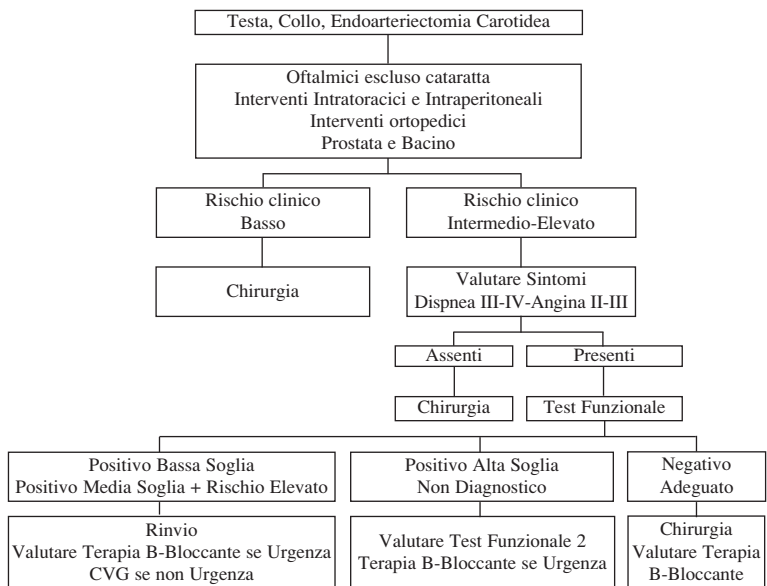 Testa, Collo, Endoarteriectomia Carotidea
Oftalmici escluso cataratta
Interventi Intratoracici e Intraperitoneali
Interventi ortopedici
Prostata e Bacino
Rischio clinico
Basso
Rischio clinico
Intermedio-Elevato
Chirurgia
Valutare Sintomi
Dispnea III-IV-Angina II-III
Assenti
Presenti
Chirurgia
Test Funzionale
Positivo Bassa Soglia
Positivo Media Soglia + Rischio Elevato
Positivo Alta Soglia
Non Diagnostico
Negativo
Adeguato
Rinvio
Valutare Terapia B-Bloccante se Urgenza
CVG se non Urgenza
Valutare Test Funzionale 2
Terapia B-Bloccante se Urgenza
Chirurgia
Valutare Terapia
B-Bloccante